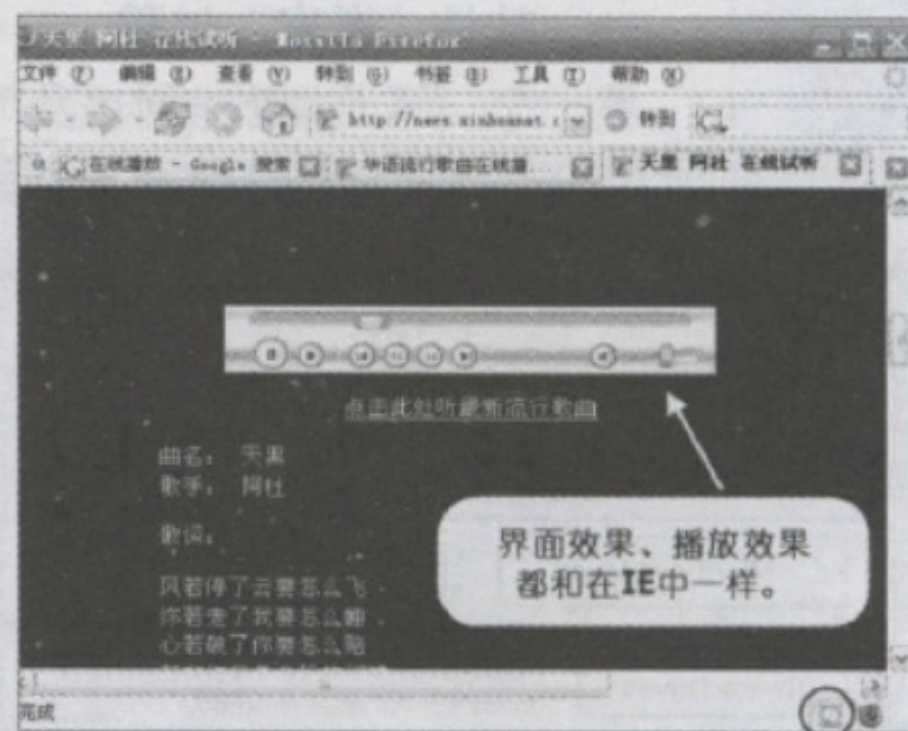 天黑 阿杜 在线试听 - Mozilla Firefox
文件(F) 编辑(E) 查看(V) 转到(G) 书签(B) 工具(T) 帮助(H)
http://news.xinhuanet.c 转到
在线播放 - Google 搜索 华语流行歌曲在线播... 天黑 阿杜 在线试听
点击此处听最新流行歌曲
曲名： 天黑
歌手： 阿杜
歌词：
风若停了云要怎么飞
你若走了我要怎么睡
心若破了你要怎么赔
界面效果、播放效果
都和在IE中一样。
完成